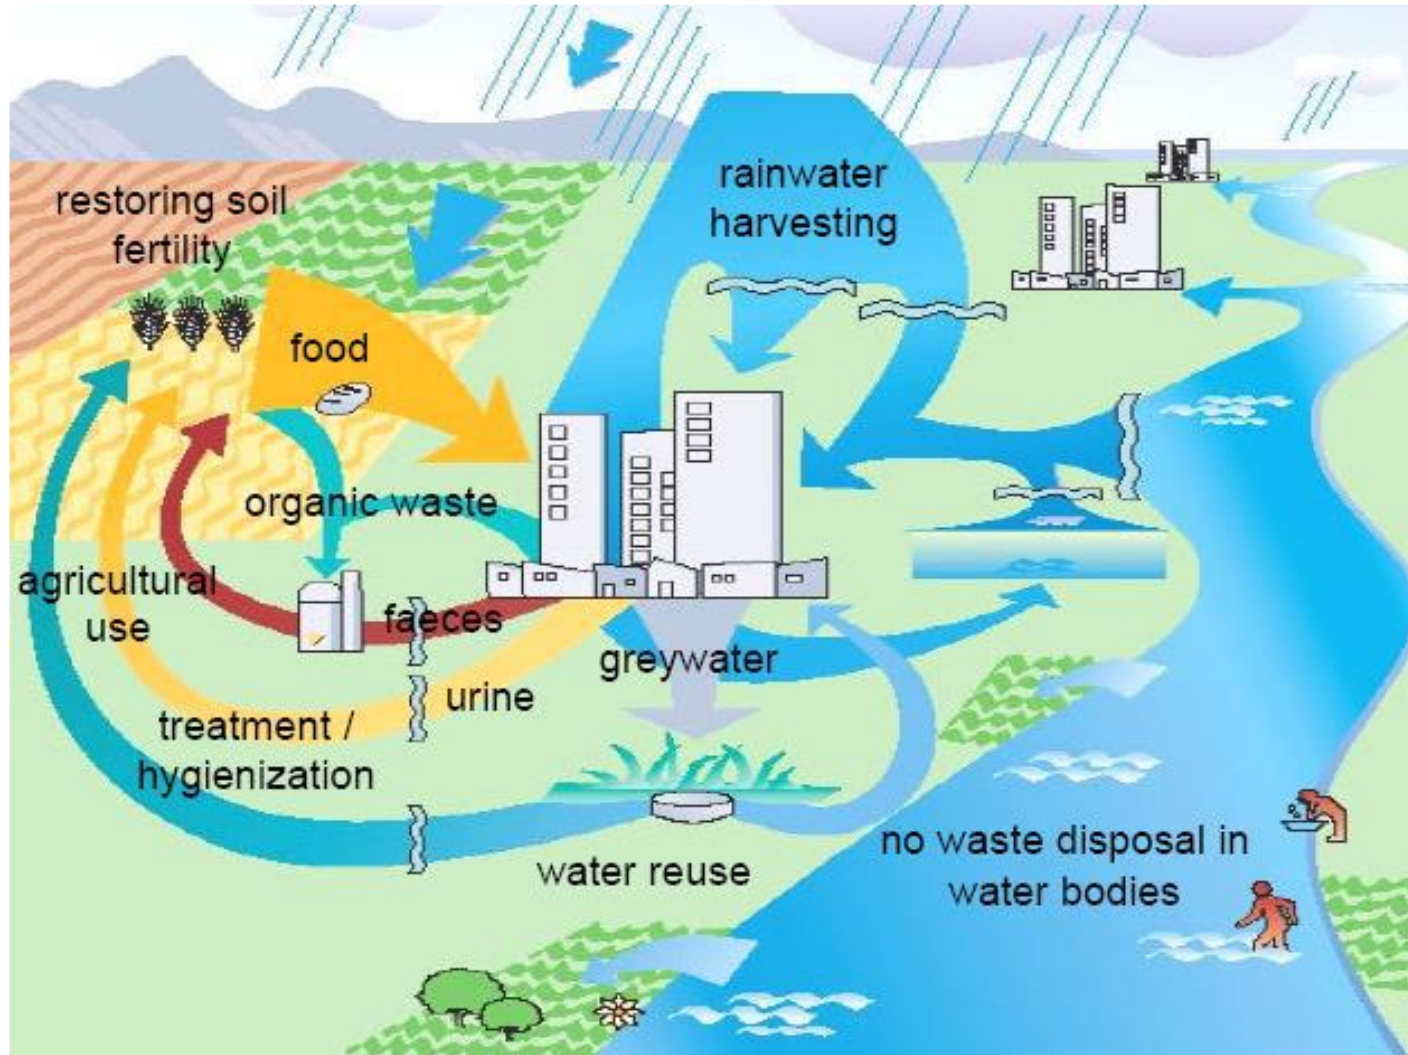 rainwater
harvesting
restoring soil
fertility
food
organic waste
agricultural
use
faeces
greywater
urine
treatment /
hygienization
water reuse
no waste disposal in
water bodies